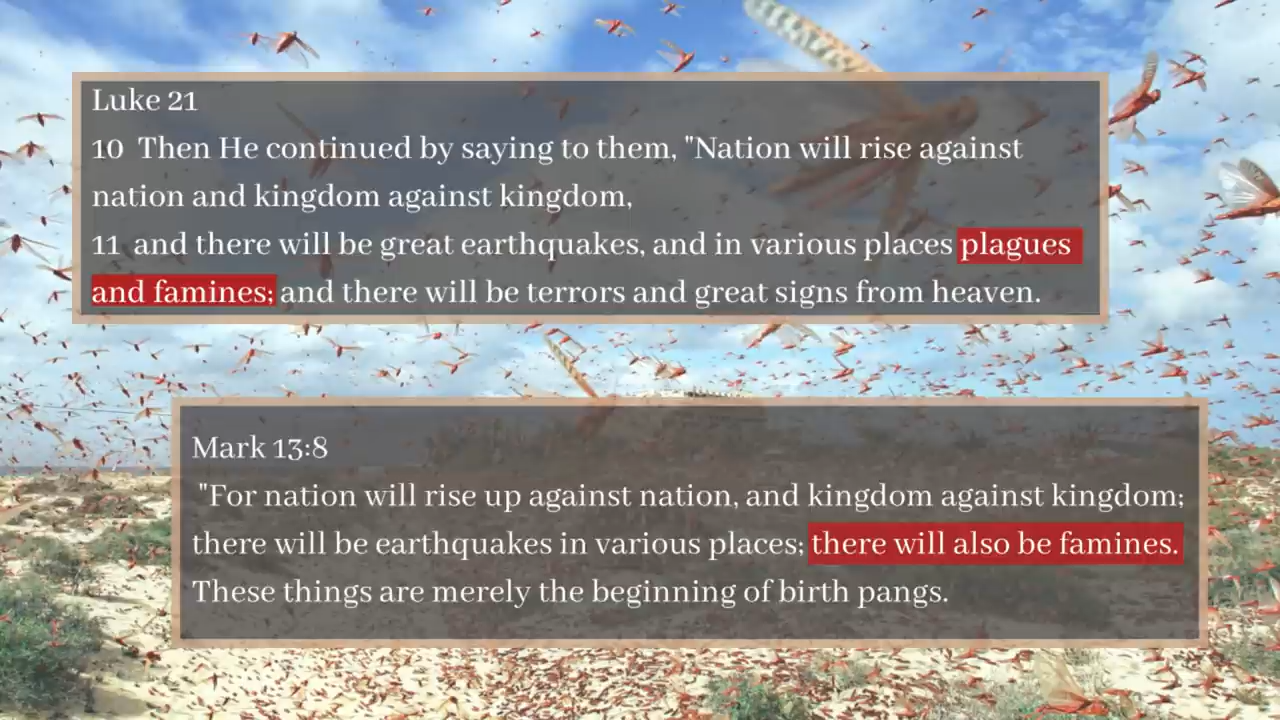 Luke 21
10 Then He continued by saying to them, "Nation will rise against
nation and kingdom against kingdom,
11 and there will be great earthquakes, and in various places plagues
and famines; and there will be terrors and great signs from heaven.
Mark 13:8
"For nation will rise up against nation, and kingdom against kingdom;
there will be earthquakes in various places; there will also be famines.
These things are merely the beginning of birth pangs.